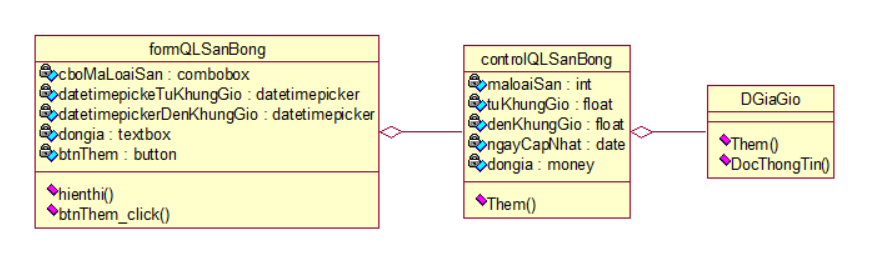 formQLSanBong
cboMaLoaiSan : combobox
datetimepickeTuKhungGio : datetimepicker
datetimepickerDenKhungGio : datetimepicker
dongia : textbox
btnThem : button
hienthi()
btnThem_click()
controlQLSanBong
maloaiSan : int
tuKhungGio : float
denKhungGio : float
ngayCapNhat : date
dongia : money
Them()
DGiaGio
Them()
DocThongTin()